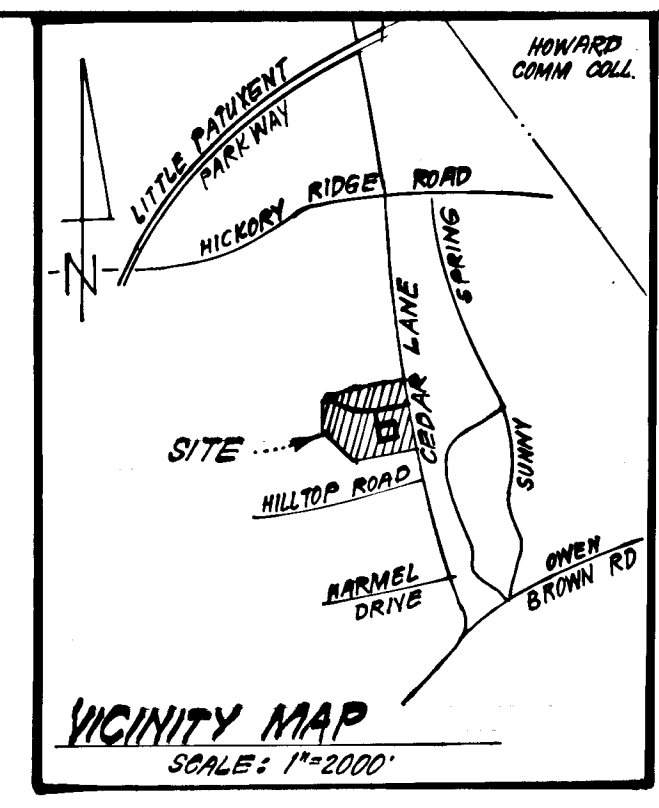 HOWARD
COMM COLL.
LITTLE PATUXENT
PARKWAY
HICKORY RIDGE ROAD
N
SPRING
CEDAR LANE
SITE
SUNNY
HILLTOP ROAD
HARMEL
DRIVE
OWEN
BROWN RD
VICINITY MAP
SCALE: 1"=2000'